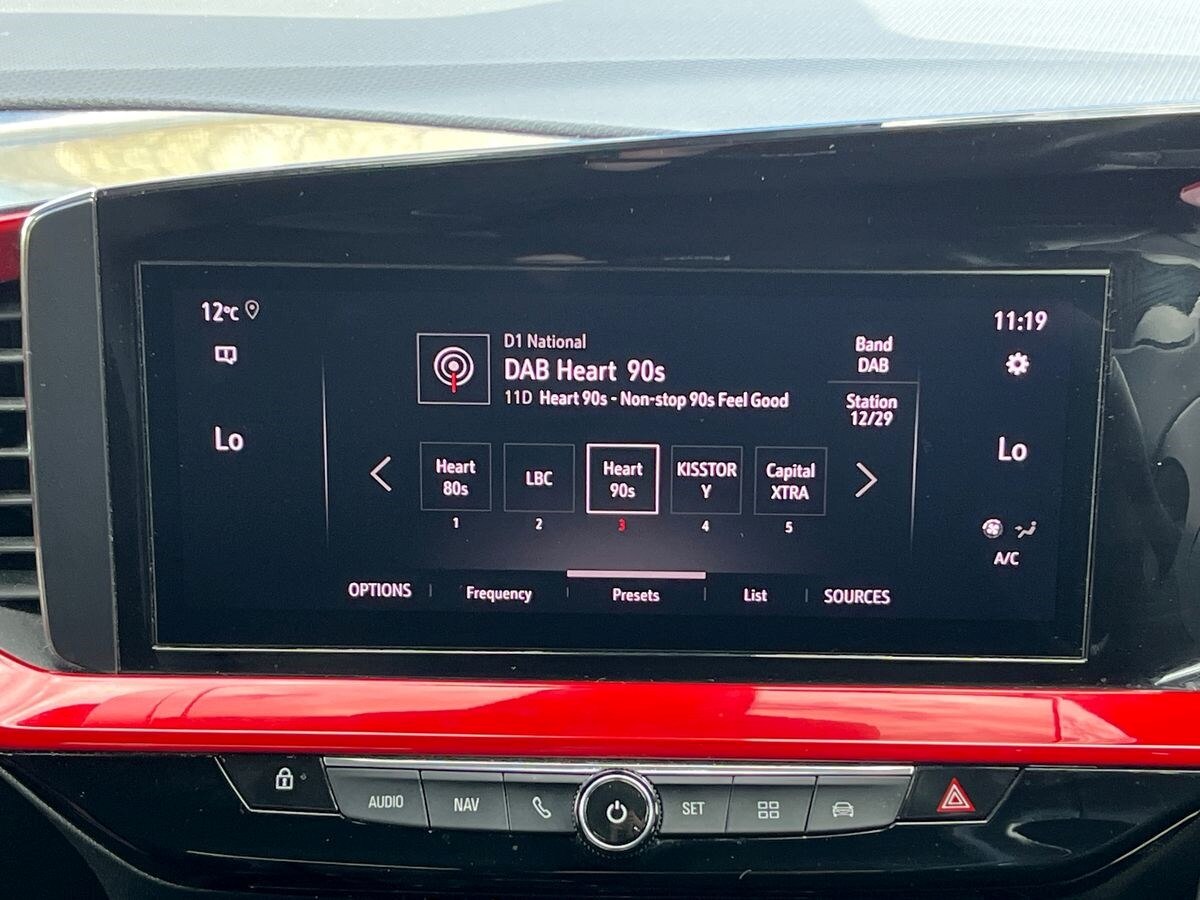 12°C
11:19
D1 National
DAB Heart 90s
11D Heart 90s - Non-stop 90s Feel Good
Band
DAB
Station
12/29
Lo
Lo
Heart
80s
LBC
Heart
90s
KISSTOR
Y
Capital
XTRA
1
2
3
4
5
A/C
OPTIONS
Frequency
Presets
List
SOURCES
AUDIO
NAV
SET